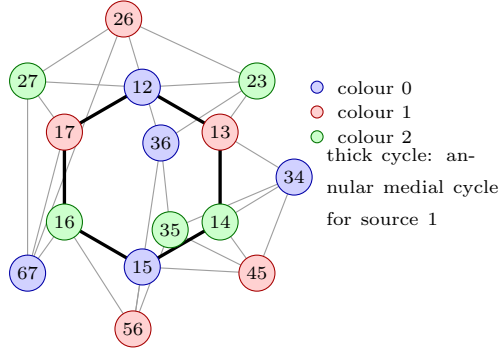 26
27
12
23
17
36
13
34
16
35
14
67
15
45
56
colour 0
colour 1
colour 2
thick cycle: an-
nular medial cycle
for source 1